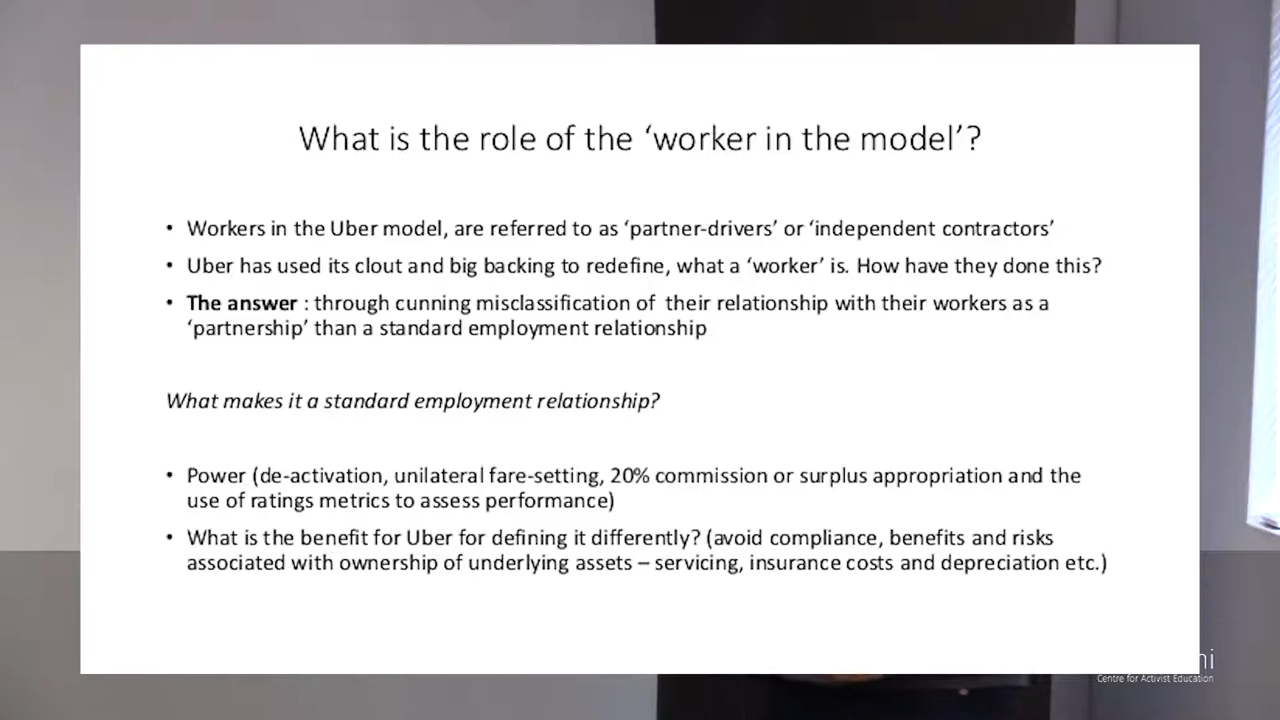 What is the role of the ‘worker in the model’?
• Workers in the Uber model, are referred to as ‘partner-drivers’ or ‘independent contractors’
• Uber has used its clout and big backing to redefine, what a ‘worker’ is. How have they done this?
• The answer : through cunning misclassification of  their relationship with their workers as a
‘partnership’ than a standard employment relationship
What makes it a standard employment relationship?
• Power (de-activation, unilateral fare-setting, 20% commission or surplus appropriation and the
use of ratings metrics to assess performance)
• What is the benefit for Uber for defining it differently? (avoid compliance, benefits and risks
associated with ownership of underlying assets – servicing, insurance costs and depreciation etc.)
Centre for Activist Education